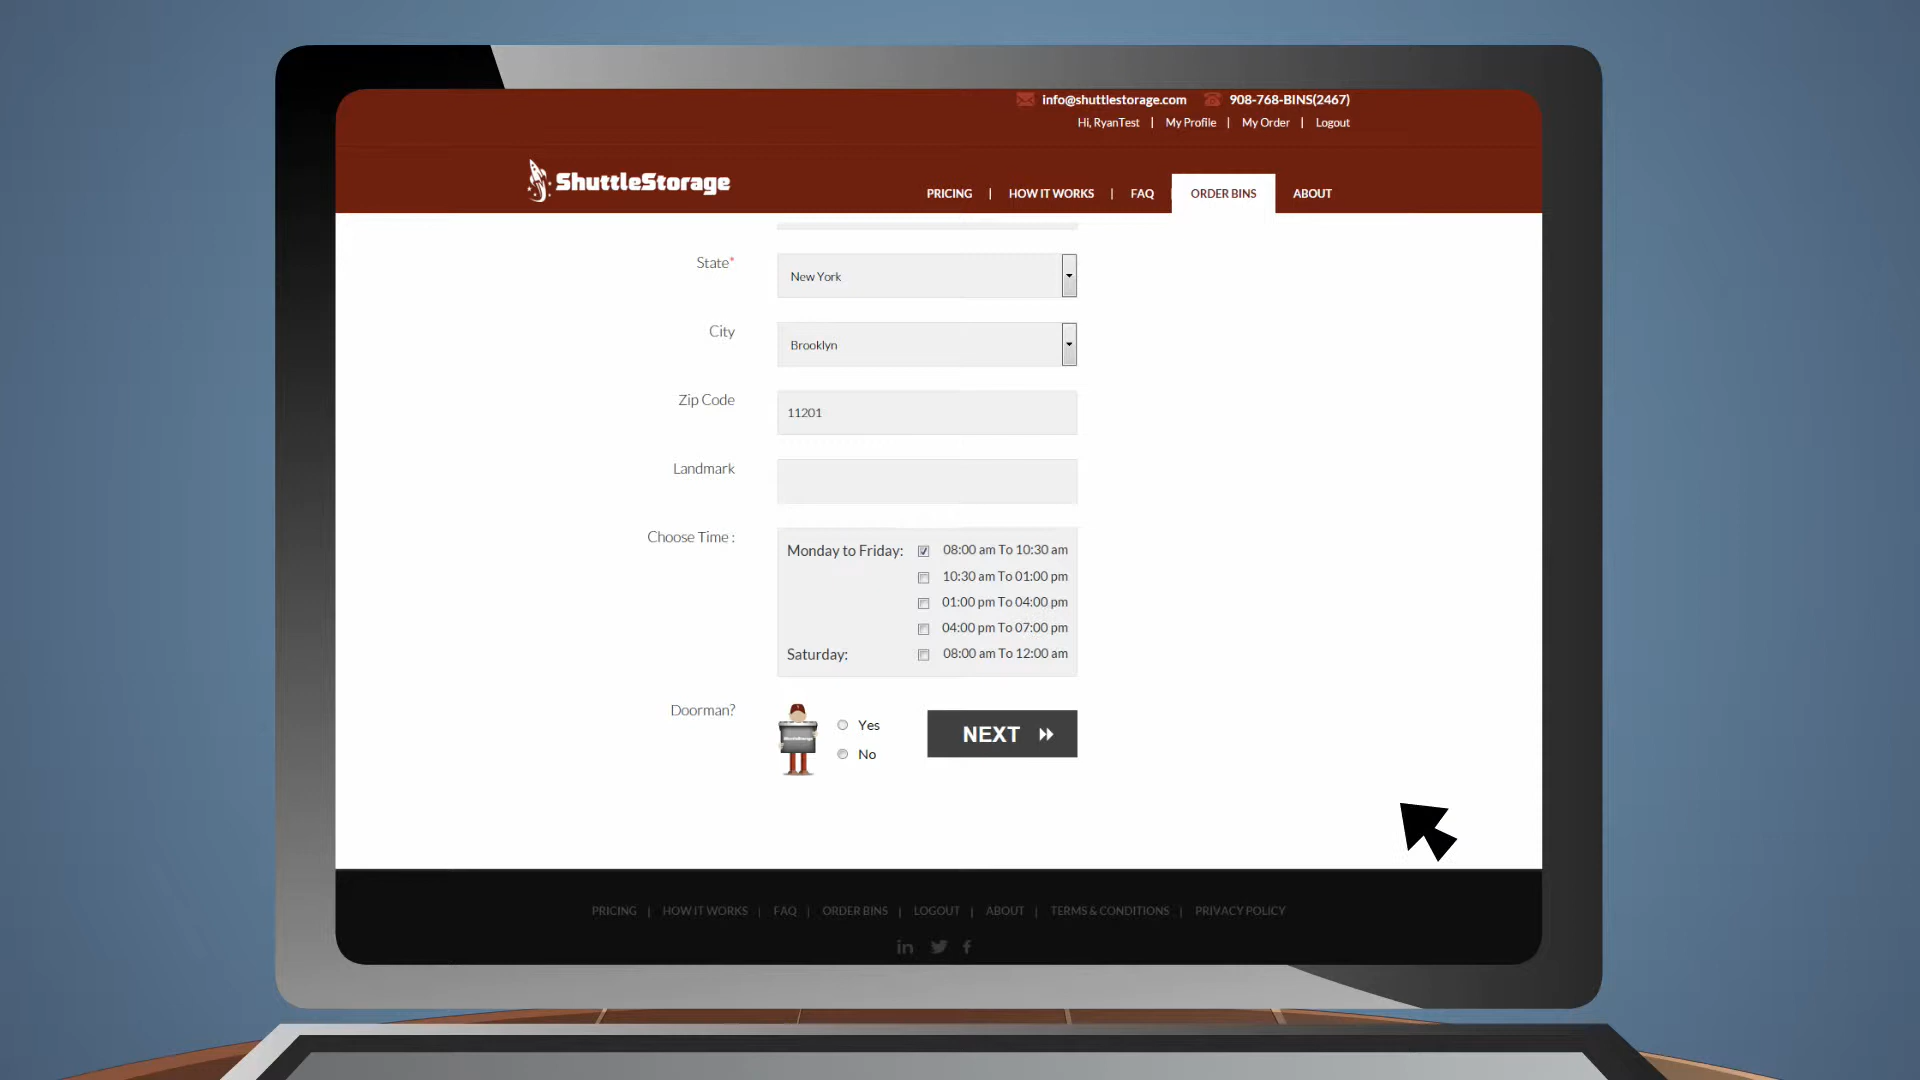 info@shuttlestorage.com 908-768-BINS(2467)
Hi, RyanTest | My Profile | My Order | Logout
ShuttleStorage
PRICING | HOW IT WORKS | FAQ | ORDER BINS ABOUT
State* New York
City Brooklyn
Zip Code 11201
Landmark
Choose Time : Monday to Friday: 08:00 am To 10:30 am
10:30 am To 01:00 pm
01:00 pm To 04:00 pm
04:00 pm To 07:00 pm
Saturday: 08:00 am To 12:00 am
Doorman? Yes
No
NEXT
ShuttleStorage
PRICING | HOW IT WORKS | FAQ | ORDER BINS | LOGOUT | ABOUT | TERMS & CONDITIONS | PRIVACY POLICY